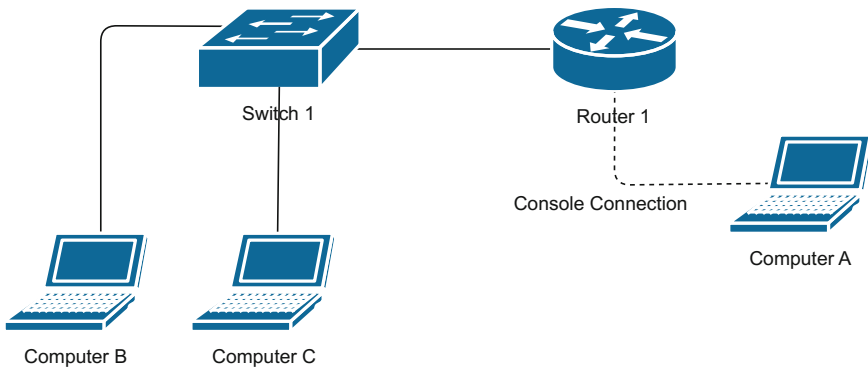 Switch 1
Router 1
Console Connection
Computer A
Computer B
Computer C